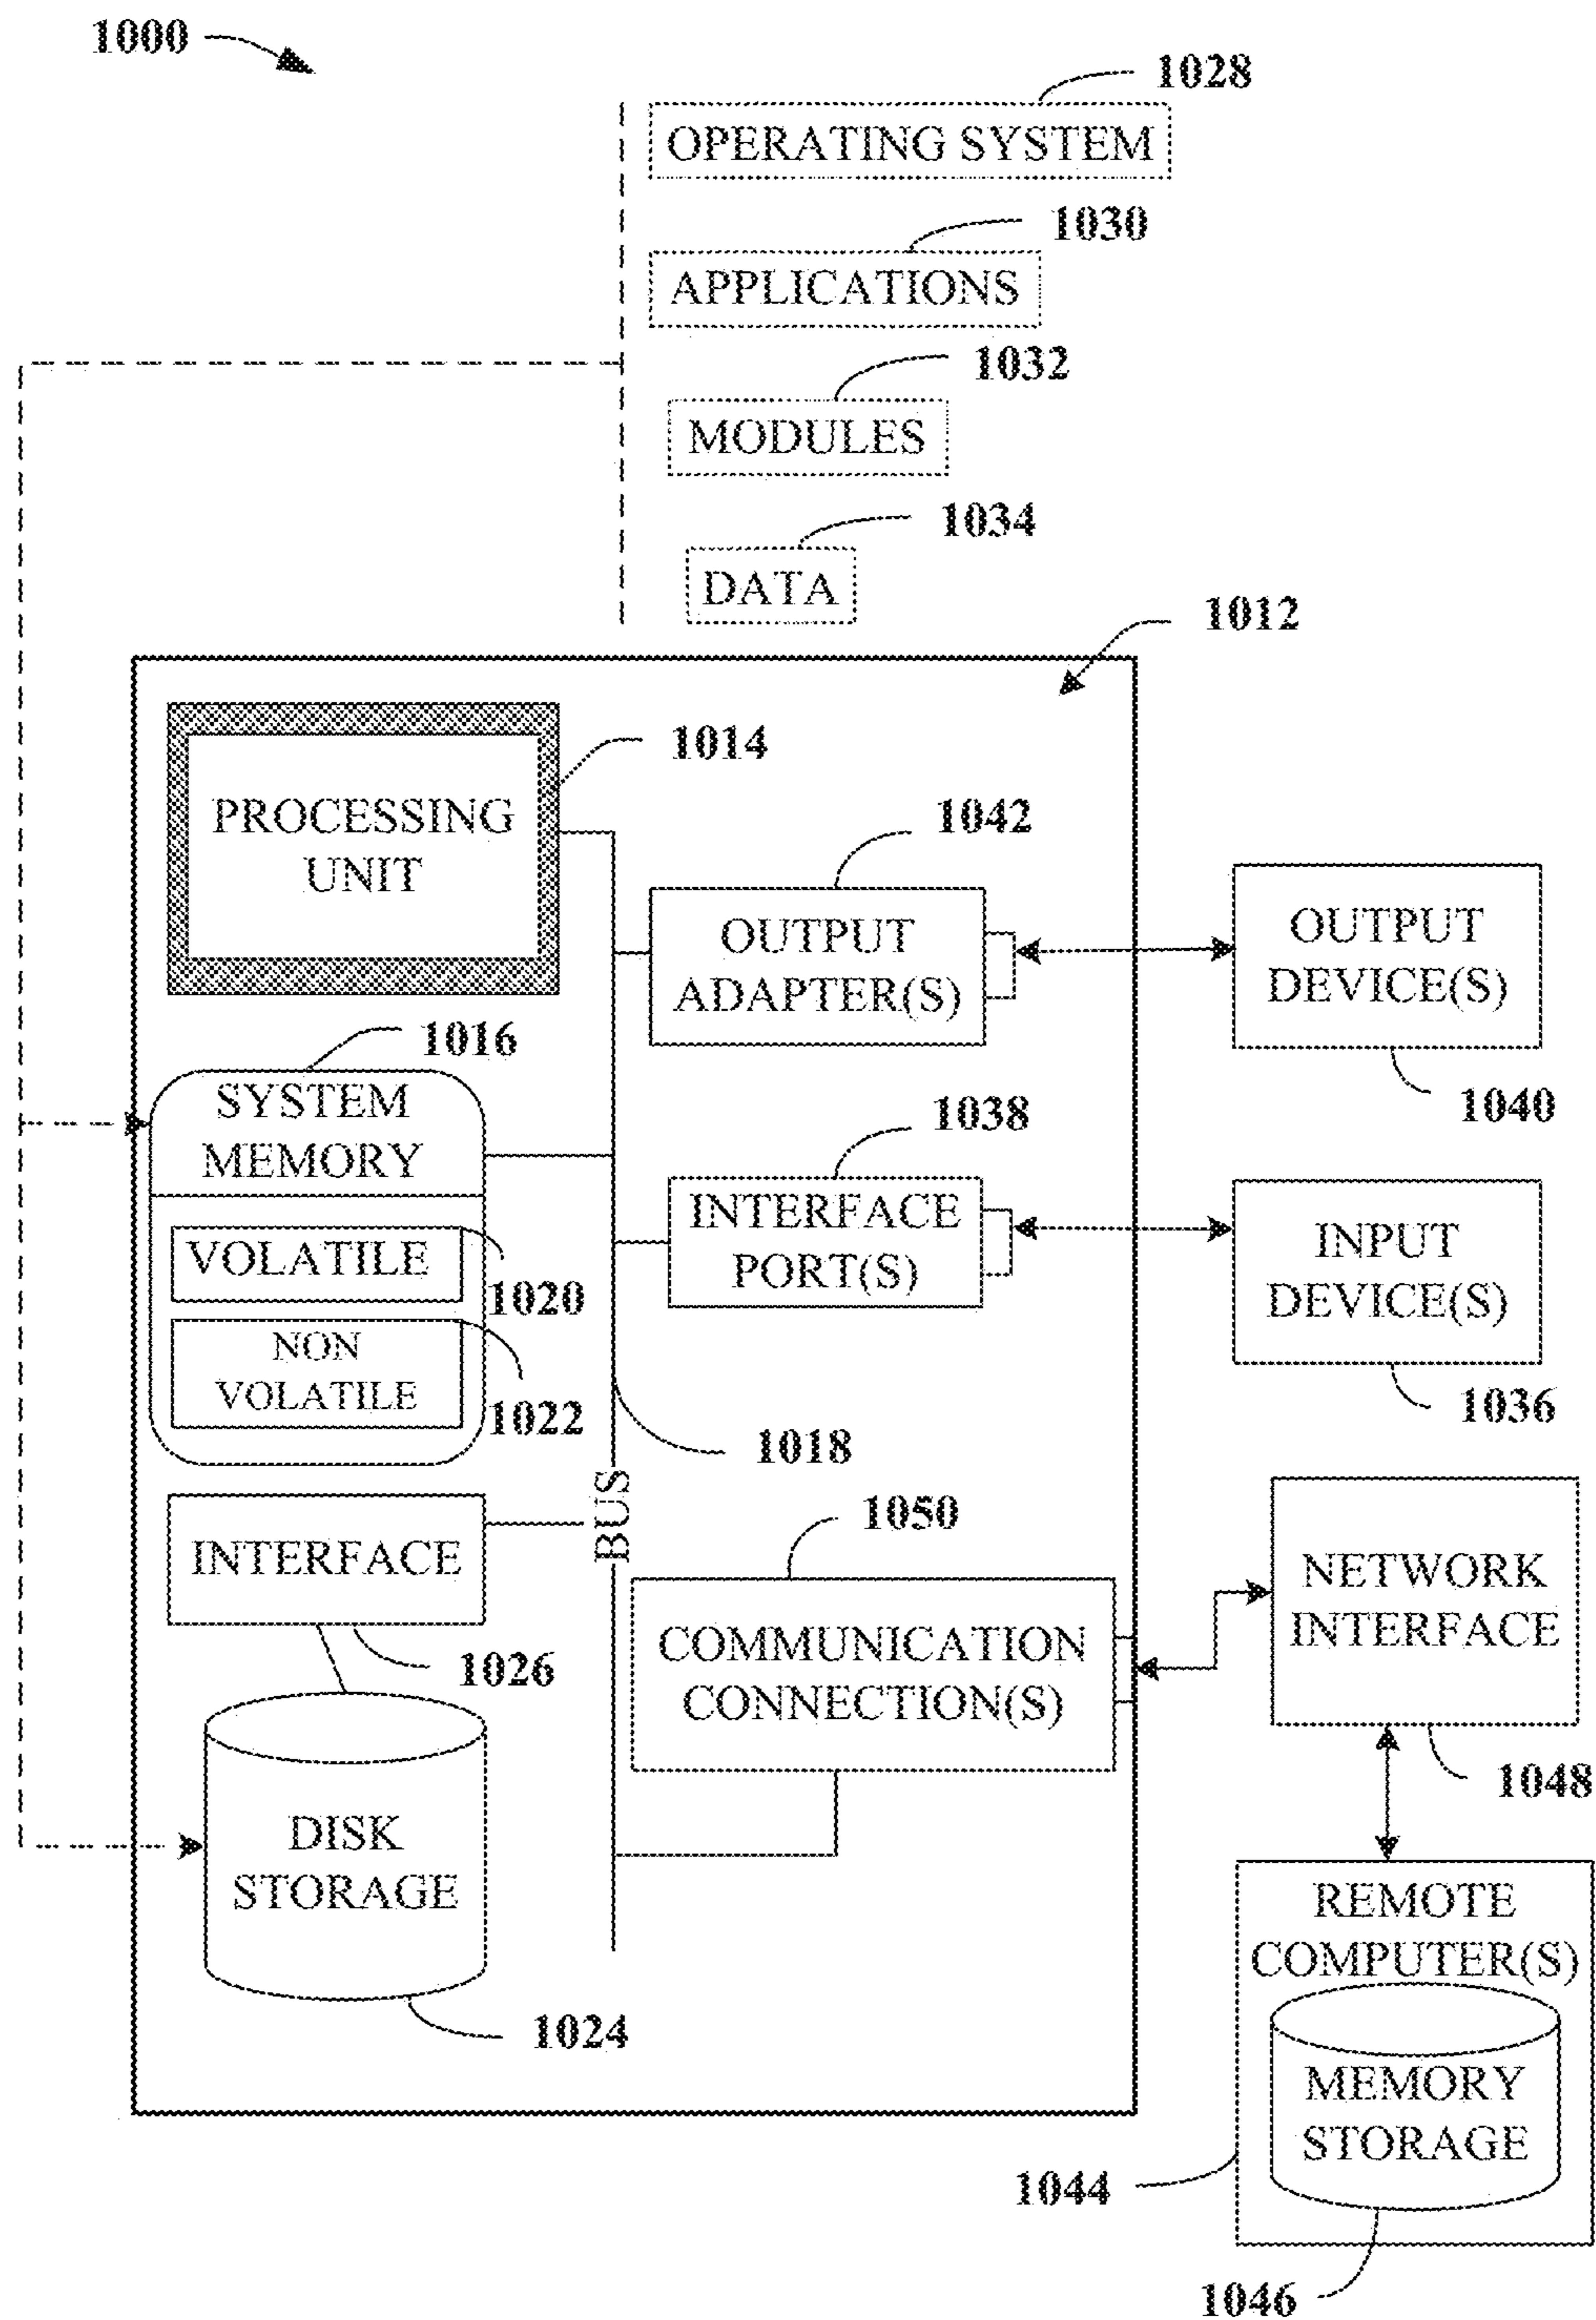 1000
1028
OPERATING SYSTEM
1030
APPLICATIONS
1032
MODULES
1034
DATA
1012
1014
PROCESSING
UNIT
1042
OUTPUT
ADAPTER(S)
OUTPUT
DEVICE(S)
1040
1016
SYSTEM
MEMORY
1038
INTERFACE
PORT(S)
INPUT
DEVICE(S)
1036
VOLATILE
1020
NON
VOLATILE
1022
1018
BUS
INTERFACE
1026
1050
COMMUNICATION
CONNECTION(S)
NETWORK
INTERFACE
1048
DISK
STORAGE
1024
REMOTE
COMPUTER(S)
MEMORY
STORAGE
1044
1046